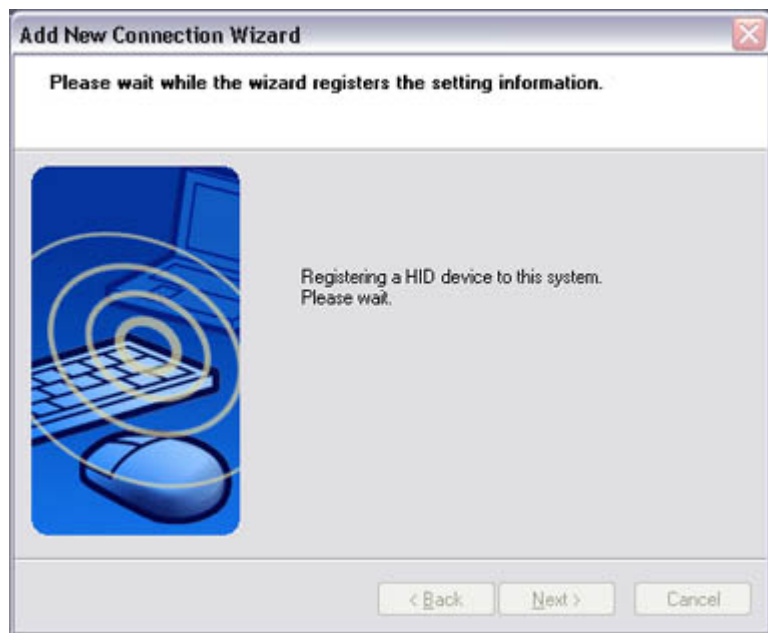 Add New Connection Wizard
Please wait while the wizard registers the setting information.
Registering a HID device to this system.
Please wait.
< Back
Next >
Cancel